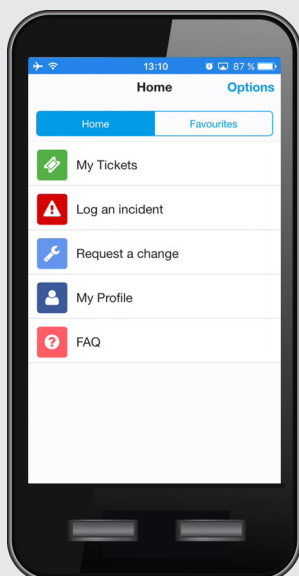 13:10 87 %
Home Options
Home Favourites
My Tickets
Log an incident
Request a change
My Profile
FAQ